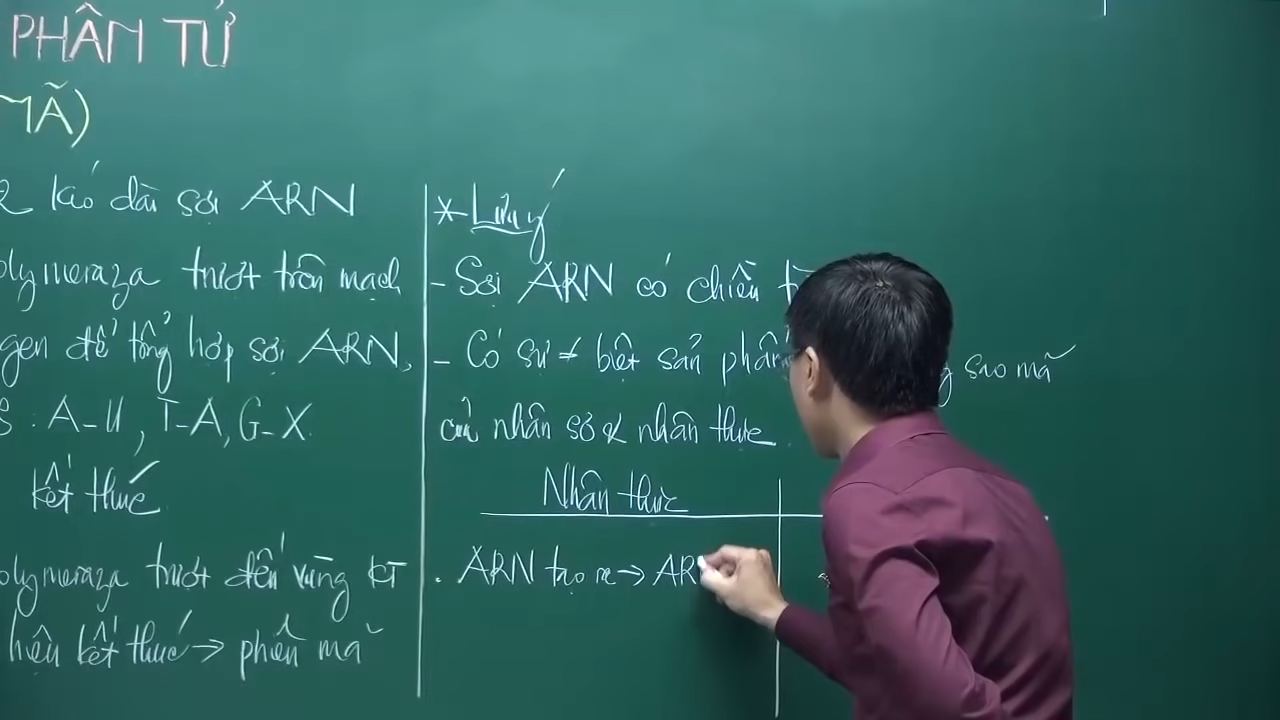 PHÂN TỬ
MÃ)
kéo dài sợi ARN
olymeraza trượt trên mạch
gen để tổng hợp sợi ARN,
S: A-U, T-A, G-X.
kết thúc
olymeraza trượt đến vùng kT
hiệu kết thúc → phiên mã
* Lưu ý
- Sợi ARN có chiều
- Có sự ≠ biệt sản phẩm
sao mã
của nhân sơ & nhân thực.
Nhân thực
. ARN tạo ra → AR